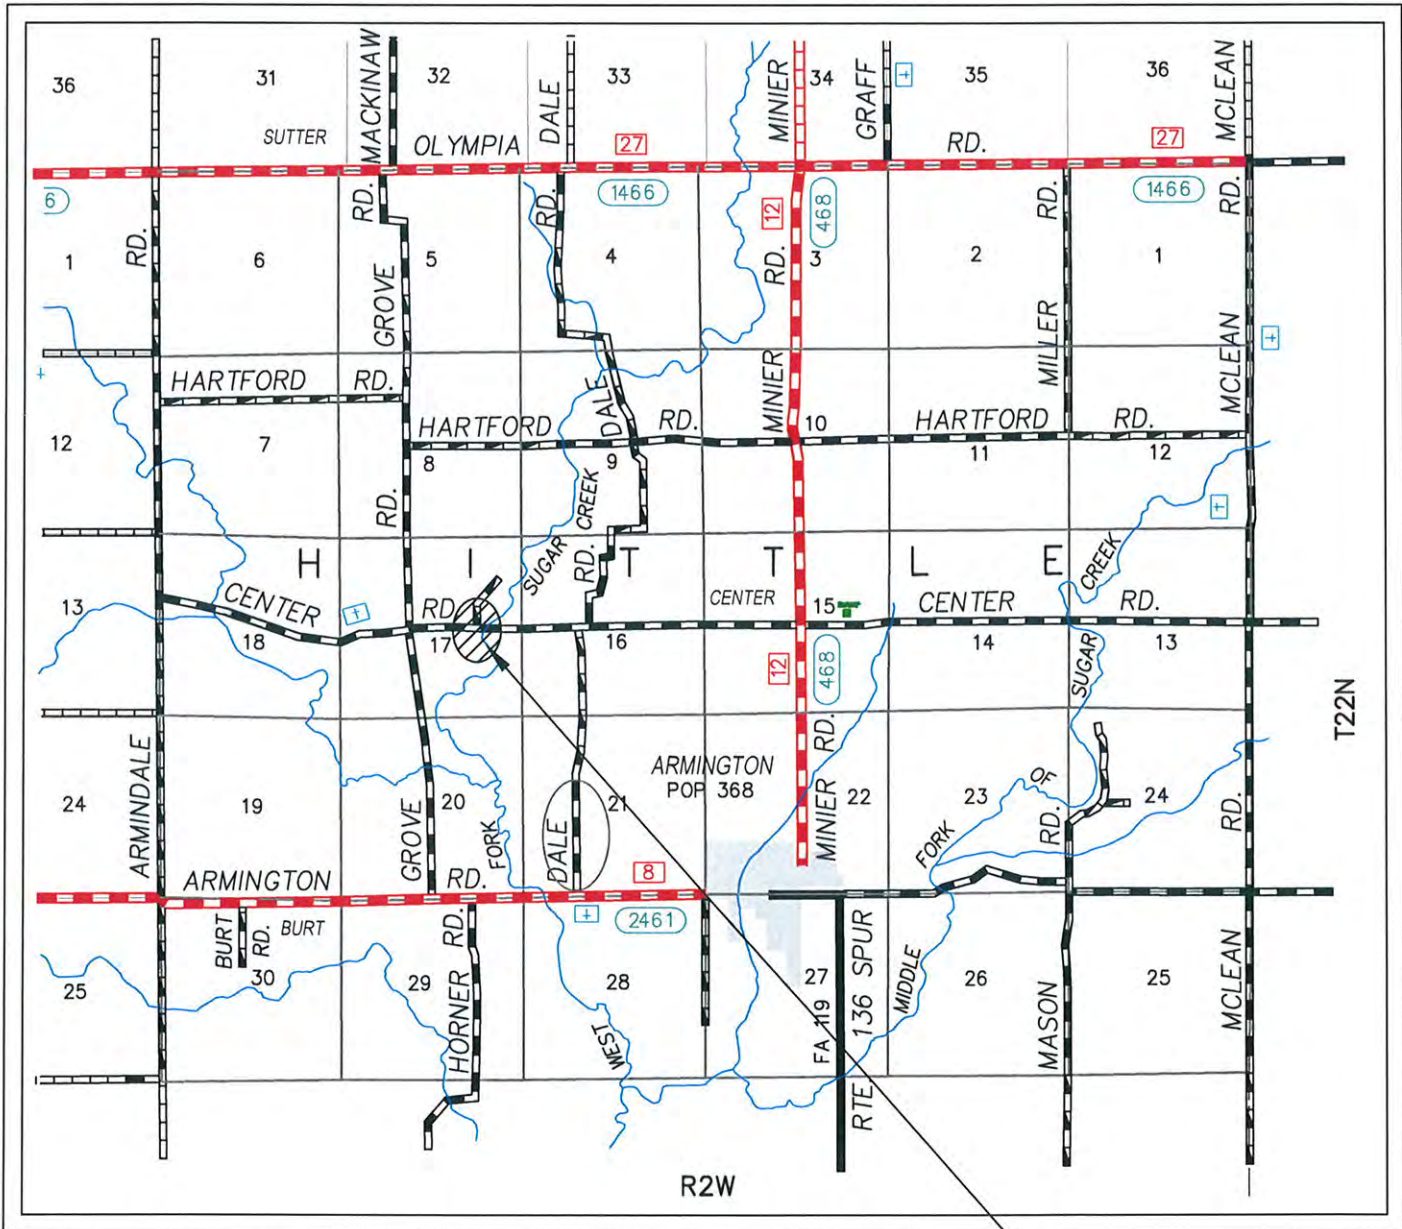 36
31
MACKINAW
32
DALE
33
MINIER
34
GRAFF
35
36
MCLEAN
SUTTER
OLYMPIA
27
RD.
27
6
RD.
RD.
1466
12
468
RD.
1466
RD.
1
RD.
6
5
4
RD.
3
2
1
GROVE
MILLER
MCLEAN
HARTFORD RD.
DALE
MINIER
HARTFORD RD.
10
HARTFORD RD.
12
7
8
9
11
12
RD.
SUGAR CREEK
H I T T L E
CREEK
RD.
13
CENTER
RD.
CENTER
15
CENTER RD.
18
17
16
14
13
12
468
SUGAR
T22N
ARMINDALE
RD.
ARMINGTON
POP 368
OF
24
19
20
21
22
23
24
GROVE
FORK
DALE
MINIER
FORK
RD.
RD.
ARMINGTON RD.
8
BURT
RD.
BURT
RD.
2461
25
30
29
28
27
26
25
HORNER
WEST
FA 119
RTE 136 SPUR
MIDDLE
MASON
MCLEAN
R2W